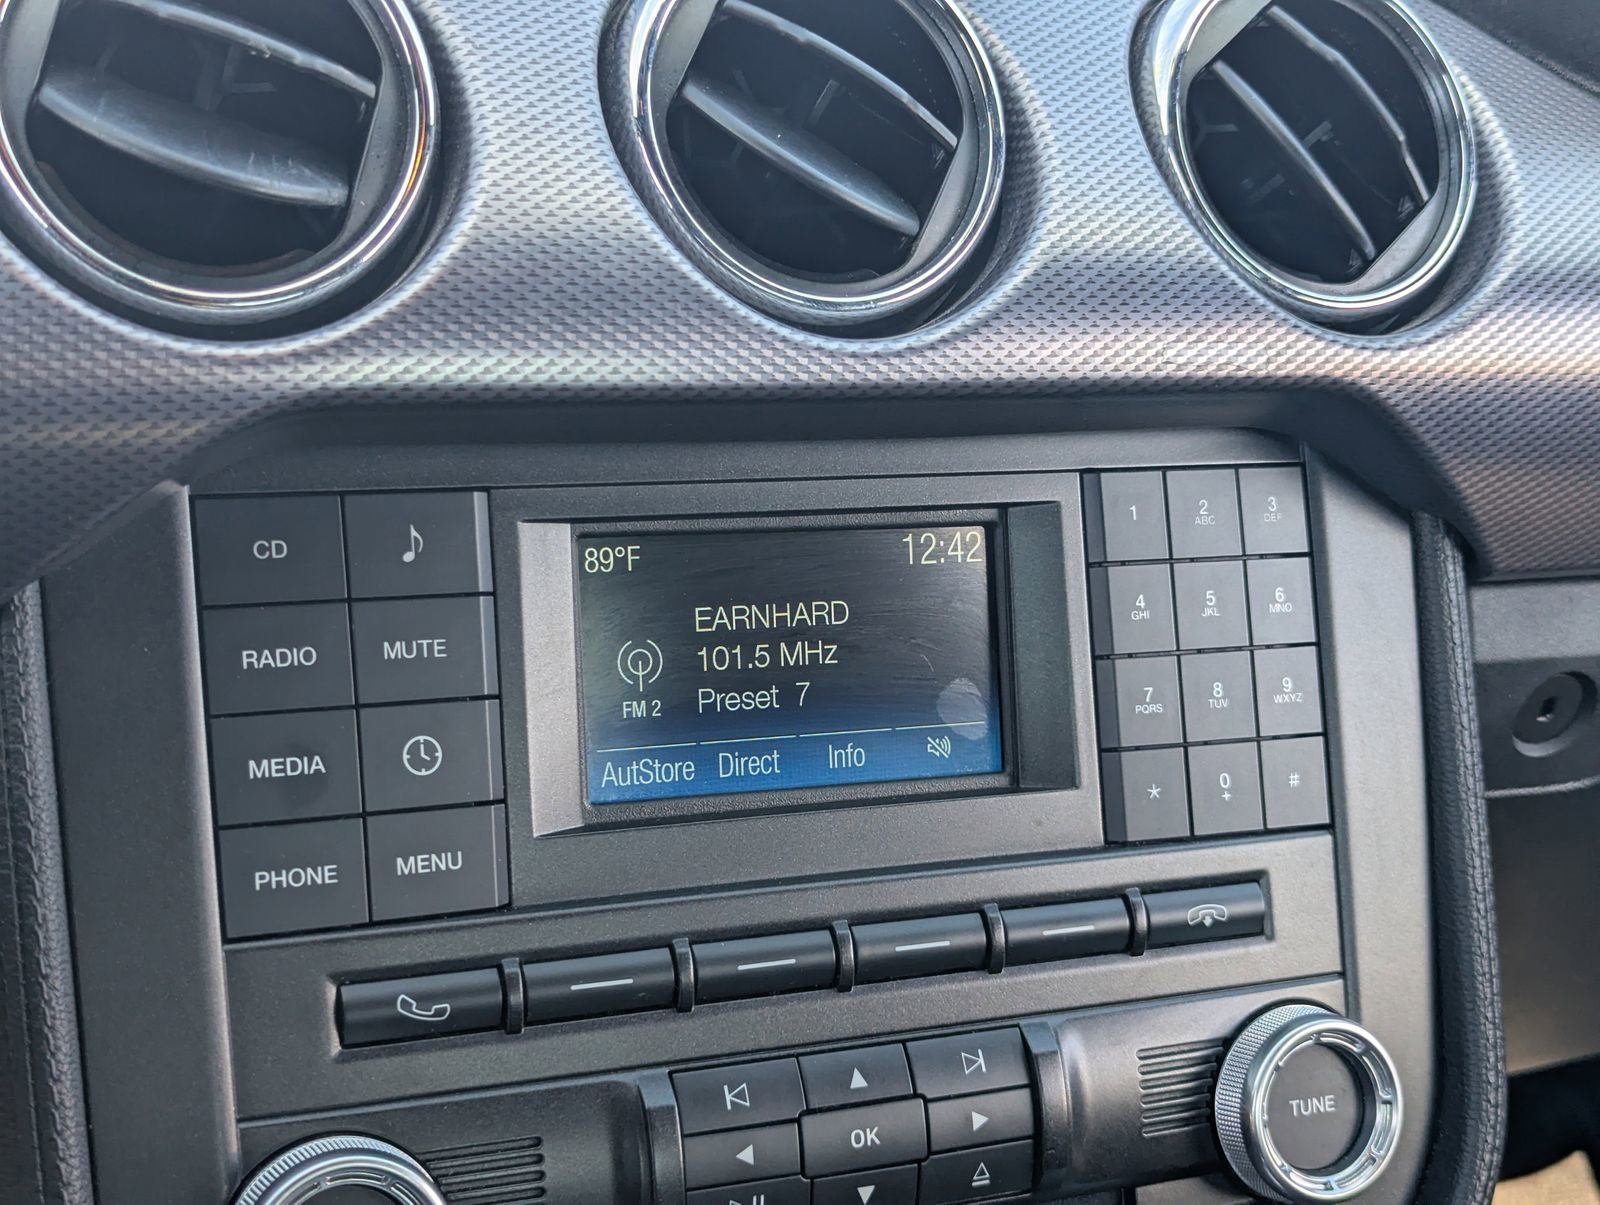 CD
RADIO
MUTE
MEDIA
PHONE
MENU
89°F
12:42
EARNHARD
101.5 MHz
Preset 7
FM 2
AutStore
Direct
Info
1
2
ABC
3
DEF
4
GHI
5
JKL
6
MNO
7
PQRS
8
TUV
9
WXYZ
*
0
+
#
OK
TUNE